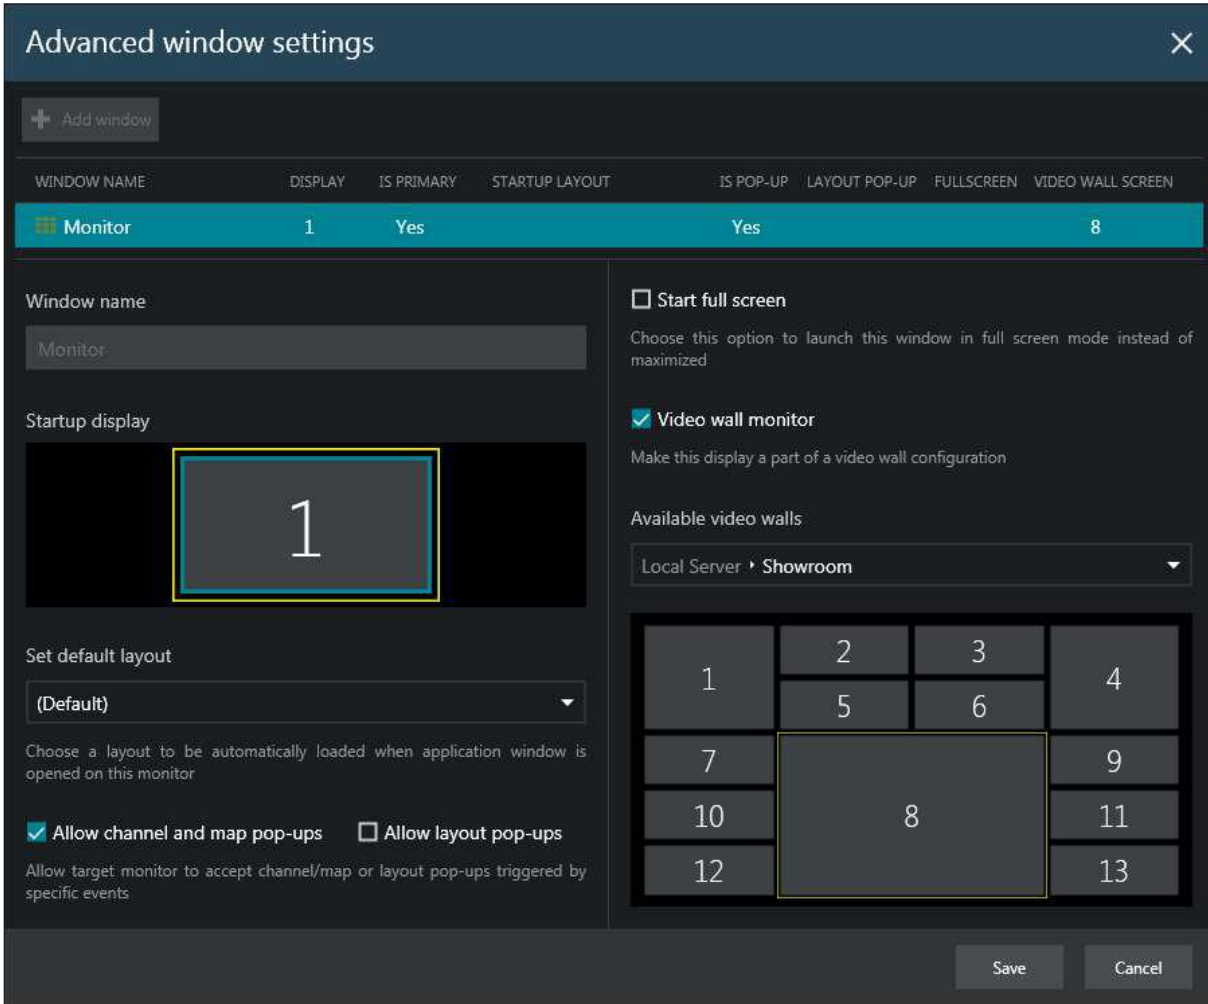 Advanced window settings
Add window
WINDOW NAME DISPLAY IS PRIMARY STARTUP LAYOUT IS POP-UP LAYOUT POP-UP FULLSCREEN VIDEO WALL SCREEN
Monitor 1 Yes Yes 8
Window name
Monitor
Startup display
1
Set default layout
(Default)
Choose a layout to be automatically loaded when application window is
opened on this monitor
Allow channel and map pop-ups Allow layout pop-ups
Allow target monitor to accept channel/map or layout pop-ups triggered by
specific events
Start full screen
Choose this option to launch this window in full screen mode instead of
maximized
Video wall monitor
Make this display a part of a video wall configuration
Available video walls
Local Server ‣ Showroom
1 2 3 4
5 6
7 8 9
10 11
12 13
Save Cancel